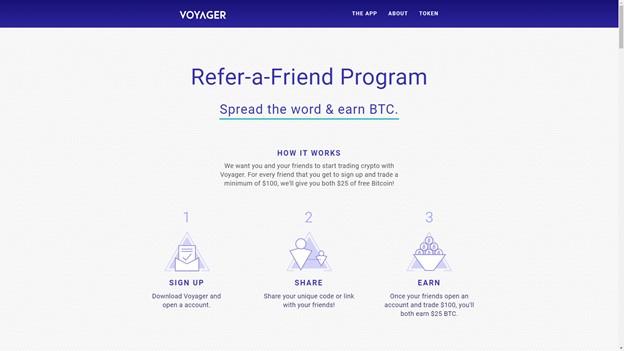 VOYAGER
THE APP ABOUT TOKEN
Refer-a-Friend Program
Spread the word & earn BTC.
HOW IT WORKS
We want you and your friends to start trading crypto with
Voyager. For every friend that you get to sign up and trade a
minimum of $100, we'll give you both $25 of free Bitcoin!
1
2
3
SIGN UP
SHARE
EARN
Download Voyager and
open a account.
Share your unique code or link
with your friends!
Once your friends open an
account and trade $100, you'll
both earn $25 BTC.